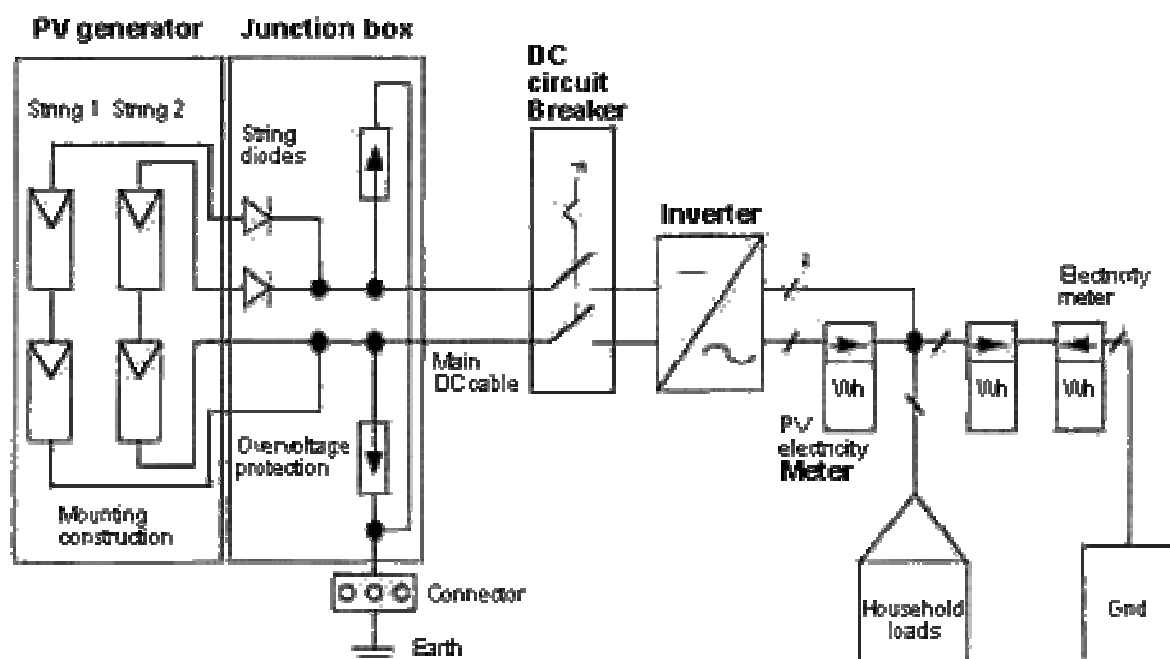 PV generator
Junction box
DC
circuit
Breaker
String 1
String 2
String
diodes
Inverter
Electricity
meter
Main
DC cable
Wh
Wh
Wh
PV
electricity
Meter
Overvoltage
protection
Mounting
construction
Connector
Household
loads
Grid
Earth